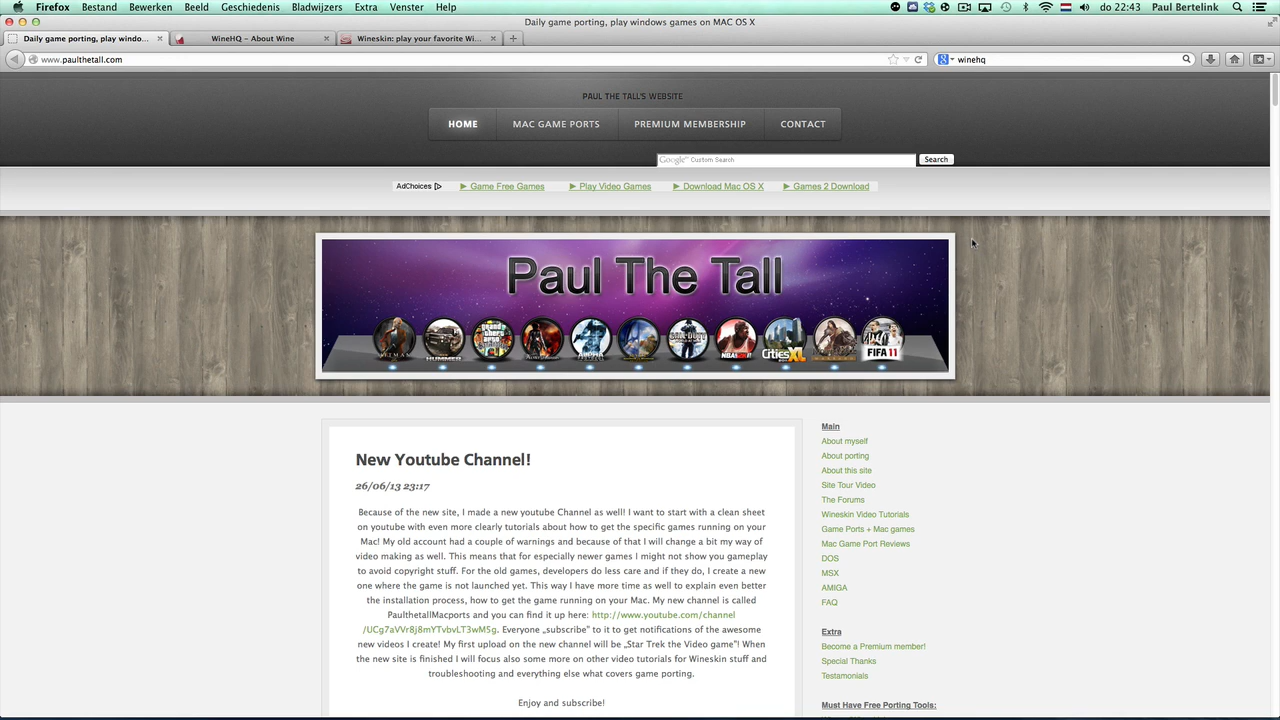 Firefox Bestand Bewerken Beeld Geschiedenis Bladwijzers Extra Venster Help do 22:43 Paul Bertelink
Daily game porting, play windows games on MAC OS X
Daily game porting, play windo... WineHQ - About Wine Wineskin: play your favorite Wi...
www.paulthetall.com winehq
PAUL THE TALL'S WEBSITE
HOME MAC GAME PORTS PREMIUM MEMBERSHIP CONTACT
Google™ Custom Search Search
AdChoices Game Free Games Play Video Games Download Mac OS X Games 2 Download
Paul The Tall
HITMAN HUMMER ALPHA NBA2K11 CITIES XL FIFA 11
New Youtube Channel!
26/06/13 23:17
Because of the new site, I made a new youtube Channel as well! I want to start with a clean sheet
on youtube with even more clearly tutorials about how to get the specific games running on your
Mac! My old account had a couple of warnings and because of that I will change a bit my way of
video making as well. This means that for especially newer games I might not show you gameplay
to avoid copyright stuff. For the old games, developers do less care and if they do, I create a new
one where the game is not launched yet. This way I have more time as well to explain even better
the installation process, how to get the game running on your Mac. My new channel is called
PaulthetallMacports and you can find it up here: http://www.youtube.com/channel
/UCg7aVVr8j8mYTvbvLT3wM5g. Everyone „subscribe" to it to get notifications of the awesome
new videos I create! My first upload on the new channel will be „Star Trek the Video game"! When
the new site is finished I will focus also some more on other video tutorials for Wineskin stuff and
troubleshooting and everything else what covers game porting.
Enjoy and subscribe!
Main
About myself
About porting
About this site
Site Tour Video
The Forums
Wineskin Video Tutorials
Game Ports + Mac games
Mac Game Port Reviews
DOS
MSX
AMIGA
FAQ
Extra
Become a Premium member!
Special Thanks
Testamonials
Must Have Free Porting Tools: